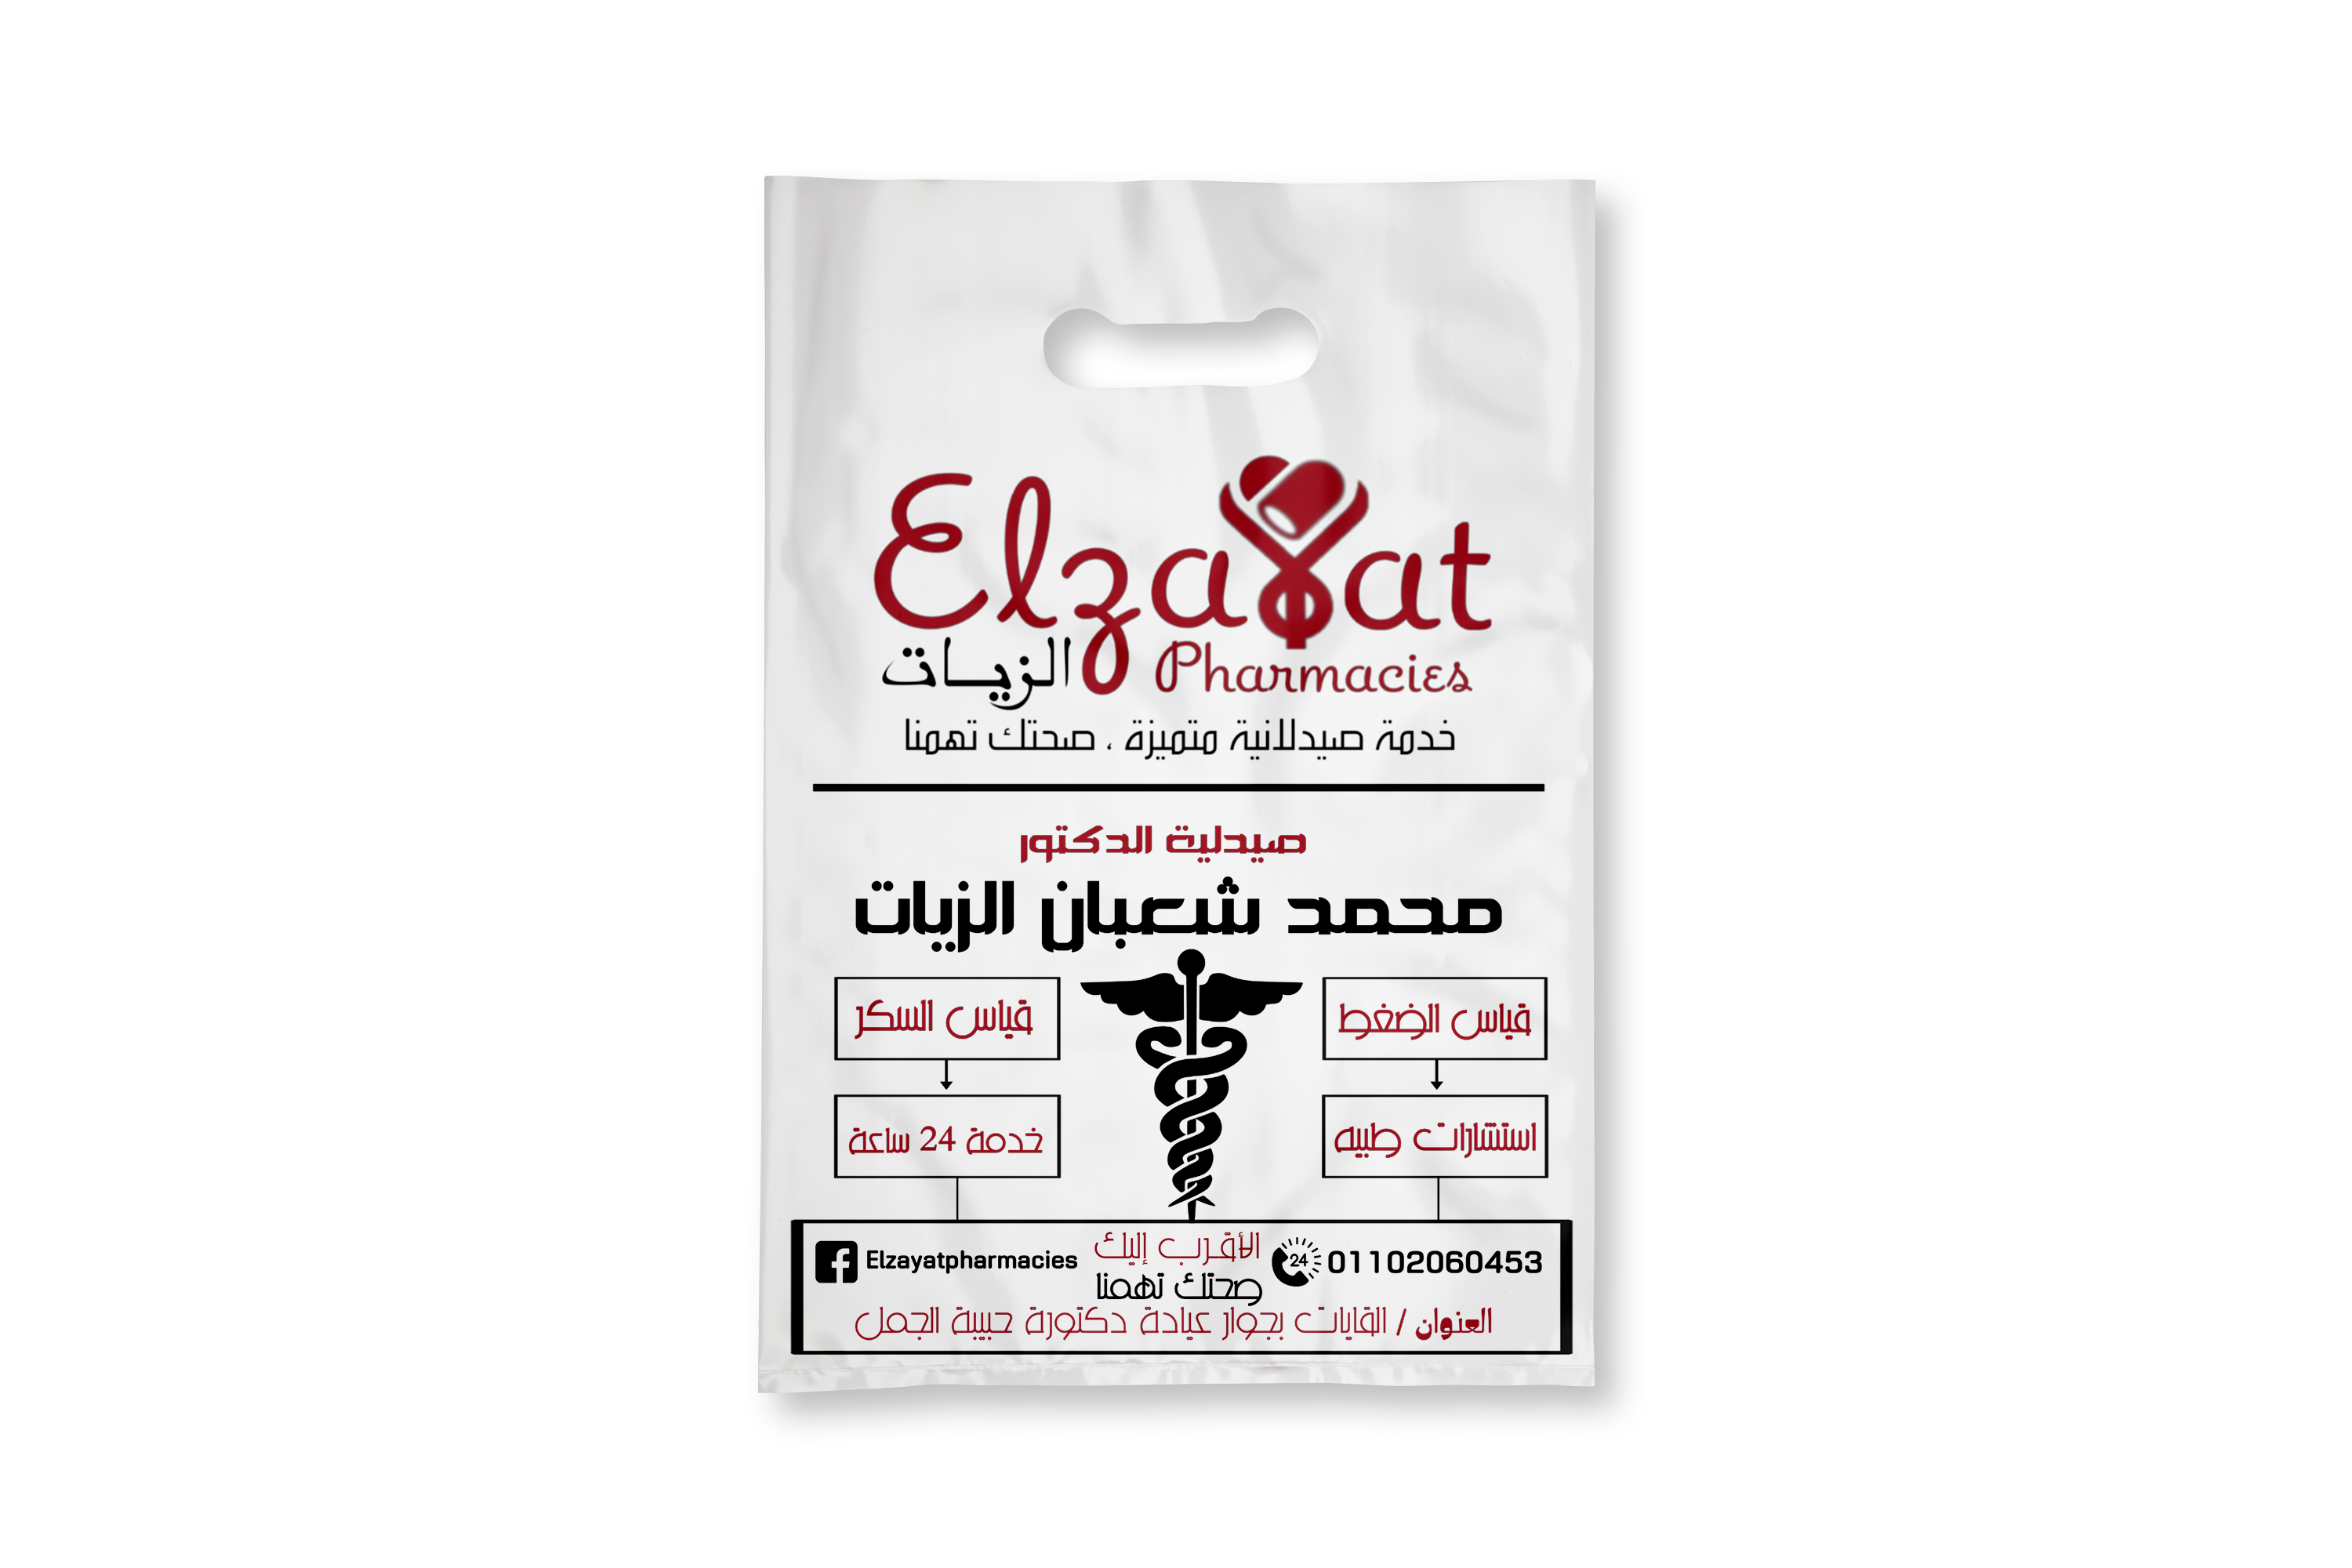 Elzayat
الزيات
Pharmacies
خدمة صيدلانية متميزة ، صحتك تهمنا
صيدلية الدكتور
محمد شعبان الزيات
قياس الضغط
قياس السكر
استشارات طبيه
خدمة 24 ساعة
Elzayatpharmacies
الأقرب إليك
24 01102060453
صحتك تهمنا
العنوان / القايات بجوار عيادة دكتورة حبيبة الجمل